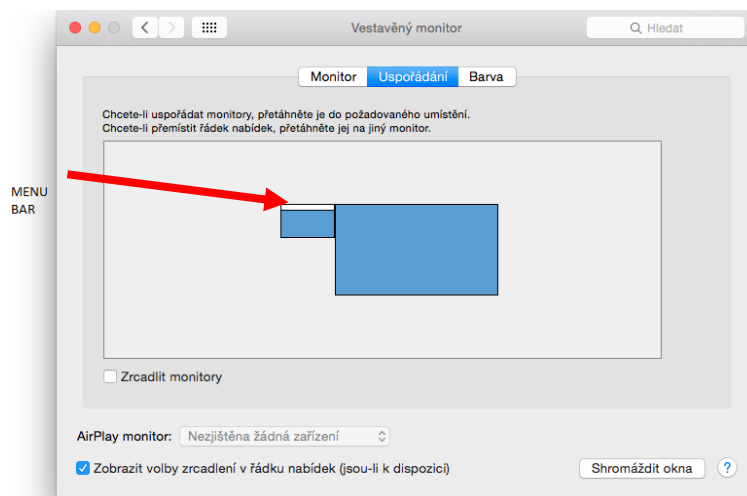 Vestavěný monitor
Hledat
Monitor
Uspořádání
Barva
Chcete-li uspořádat monitory, přetáhněte je do požadovaného umístění.
Chcete-li přemístit řádek nabídek, přetáhněte jej na jiný monitor.
MENU
BAR
Zrcadlit monitory
AirPlay monitor: Nezjištěna žádná zařízení
Zobrazit volby zrcadlení v řádku nabídek (jsou-li k dispozici)
Shromáždit okna
?